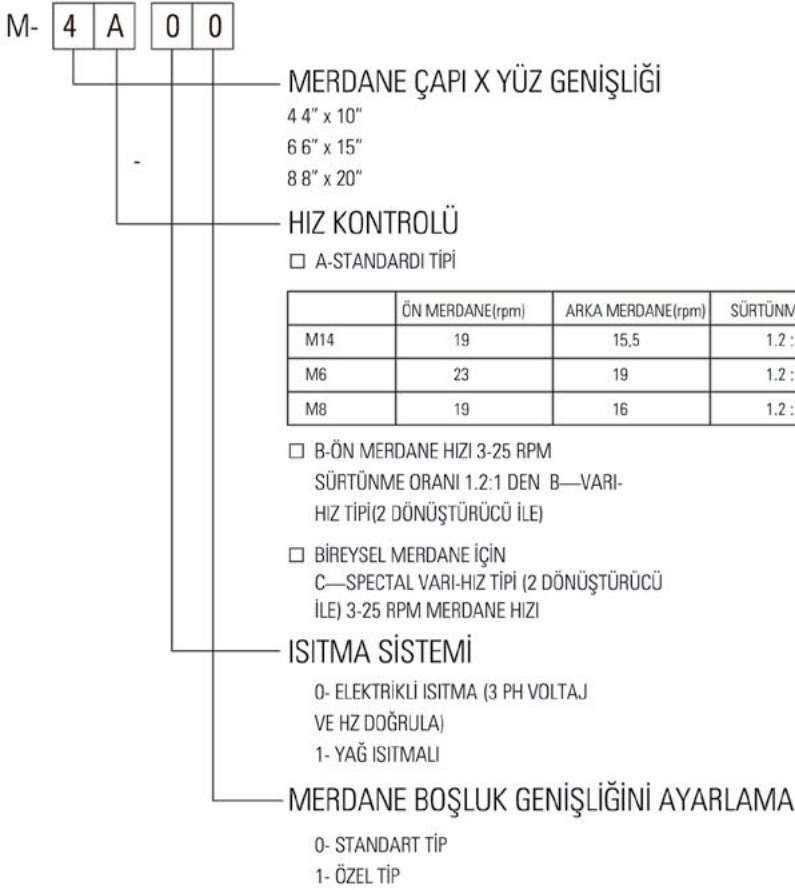 M- 4 A 0 0
MERDANE ÇAPI X YÜZ GENİŞLİĞİ
4 4" x 10"
6 6" x 15"
8 8" x 20"
-
HIZ KONTROLÜ
☐ A-STANDARDI TİPİ
ÖN MERDANE(rpm) ARKA MERDANE(rpm) SÜRTÜNM
M14 19 15,5 1.2 :
M6 23 19 1.2 :
M8 19 16 1.2 :
☐ B-ÖN MERDANE HIZI 3-25 RPM
SÜRTÜNME ORANI 1.2:1 DEN B—VARI-
HIZ TİPİ(2 DÖNÜŞTÜRÜCÜ İLE)
☐ BİREYSEL MERDANE İÇİN
C—SPECTAL VARI-HIZ TİPİ (2 DÖNÜŞTÜRÜCÜ
İLE) 3-25 RPM MERDANE HIZI
ISITMA SİSTEMİ
0- ELEKTRİKLİ ISITMA (3 PH VOLTAJ
VE HZ DOĞRULA)
1- YAĞ ISITMALI
MERDANE BOŞLUK GENİŞLİĞİNİ AYARLAMA
0- STANDART TİP
1- ÖZEL TİP